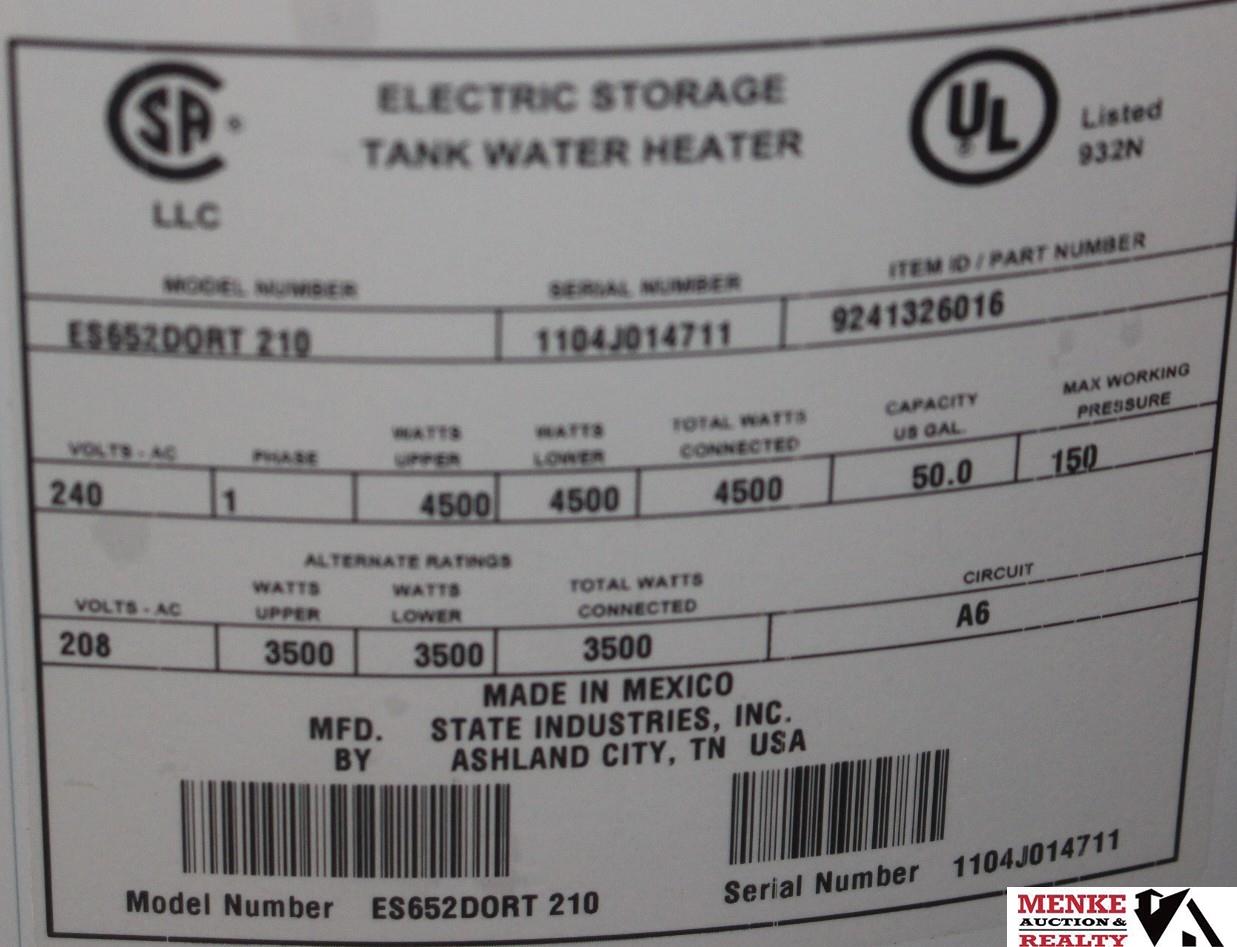 SA
LLC
ELECTRIC STORAGE
TANK WATER HEATER
UL
®
Listed
932N
MODEL NUMBER SERIAL NUMBER ITEM ID / PART NUMBER
ES652DORT 210 1104J014711 9241326016
VOLTS - AC PHASE WATTS UPPER WATTS LOWER TOTAL WATTS CONNECTED CAPACITY US GAL. MAX WORKING PRESSURE
240 1 4500 4500 4500 50.0 150
ALTERNATE RATINGS
VOLTS - AC WATTS UPPER WATTS LOWER TOTAL WATTS CONNECTED CIRCUIT
208 3500 3500 3500 A6
MADE IN MEXICO
MFD. STATE INDUSTRIES, INC.
BY ASHLAND CITY, TN USA
Model Number ES652DORT 210
Serial Number 1104J014711
MENKE
AUCTION &
REALTY